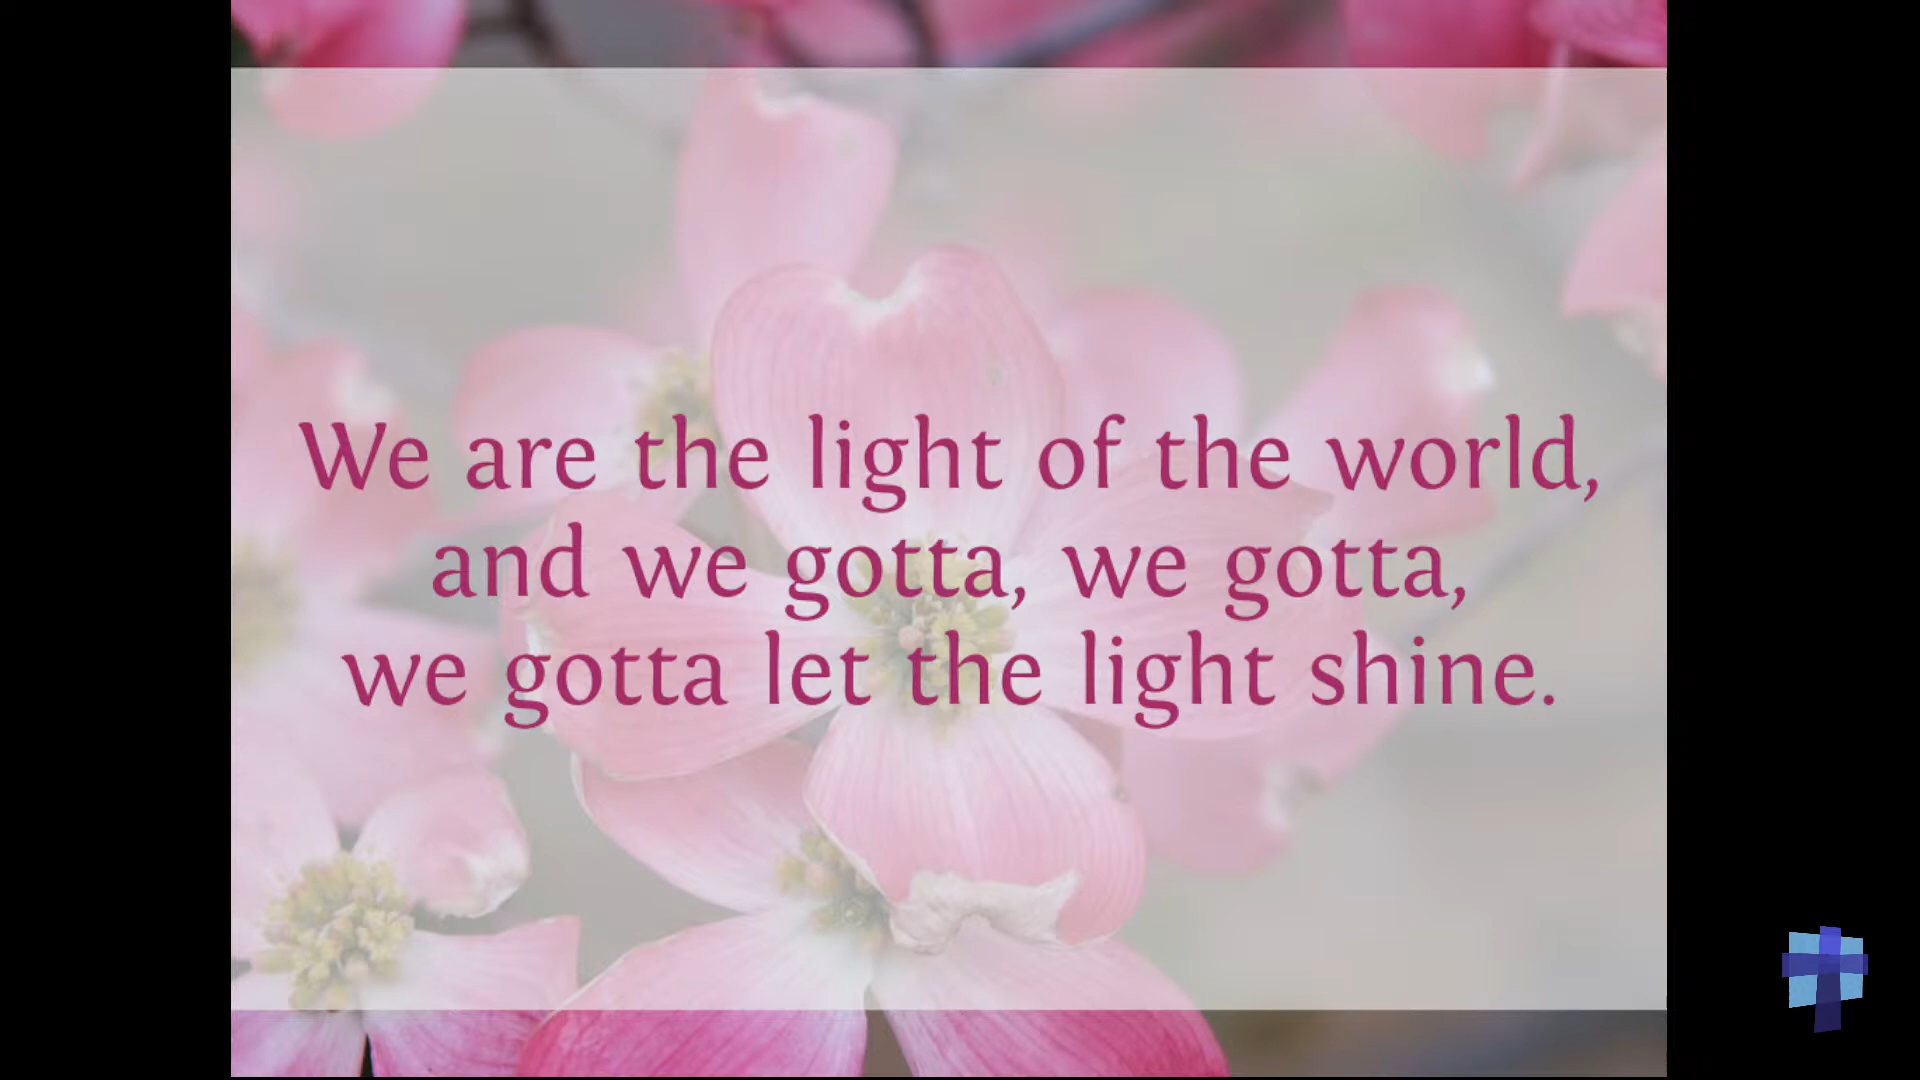 We are the light of the world,
and we gotta, we gotta,
we gotta let the light shine.